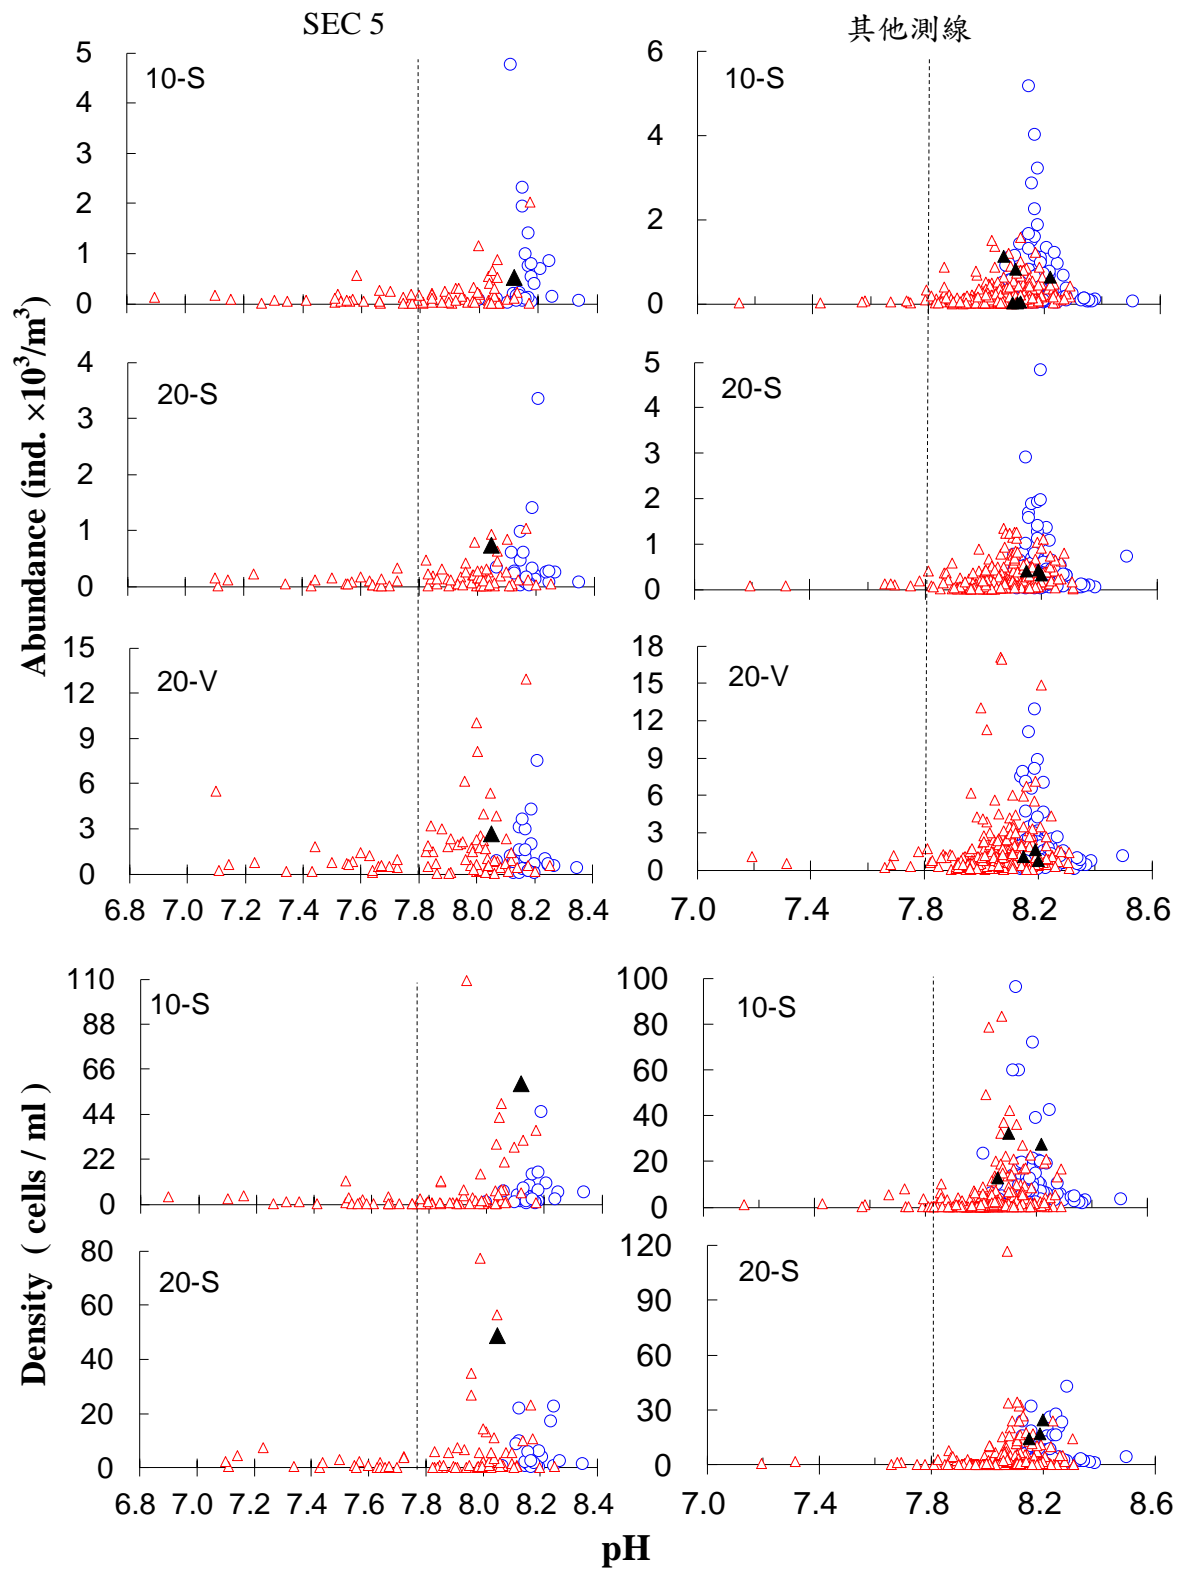 SEC 5
其他測線
5
4
3
2
1
0
10-S
6
4
2
0
10-S
4
3
2
1
0
20-S
5
4
3
2
1
0
20-S
15
12
9
6
3
0
20-V
18
15
12
9
6
3
0
20-V
6.8 7.0 7.2 7.4 7.6 7.8 8.0 8.2 8.4
7.0 7.4 7.8 8.2 8.6
Abundance (ind. ×10³/m³)
110
88
66
44
22
0
10-S
100
80
60
40
20
0
10-S
80
60
40
20
0
20-S
120
90
60
30
0
20-S
6.8 7.0 7.2 7.4 7.6 7.8 8.0 8.2 8.4
7.0 7.4 7.8 8.2 8.6
Density ( cells / ml )
pH